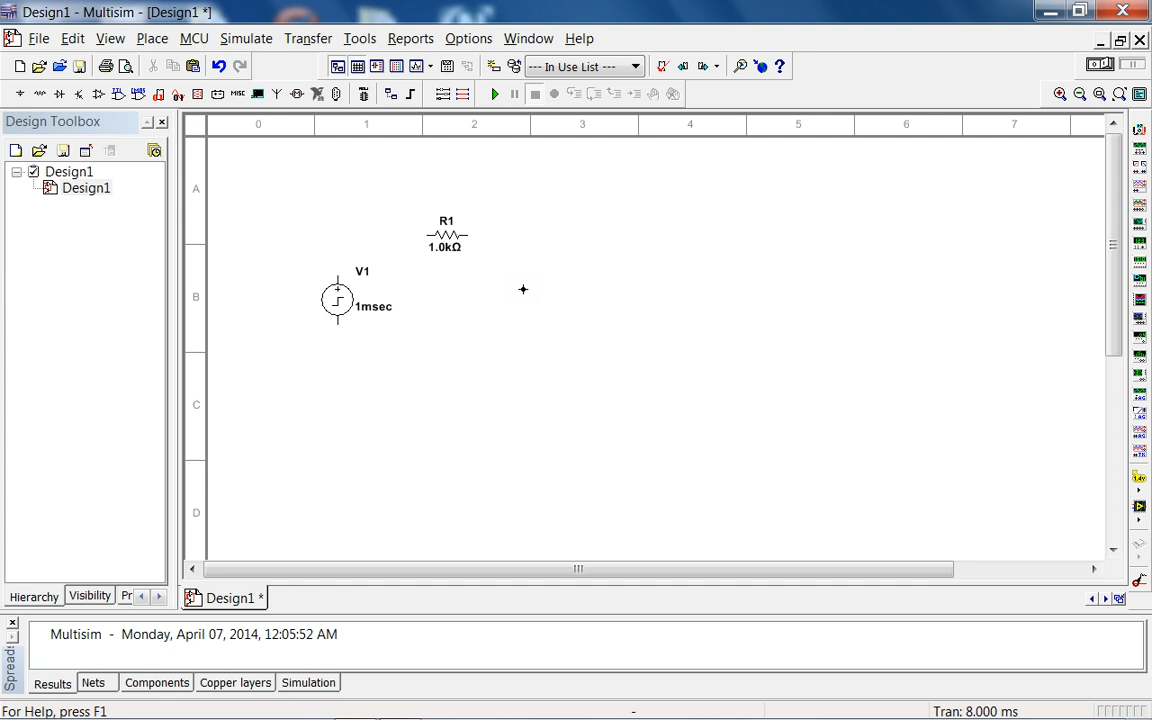 Design1 - Multisim - [Design1 *]
File Edit View Place MCU Simulate Transfer Tools Reports Options Window Help
--- In Use List ---
MISC
Design Toolbox
0 1 2 3 4 5 6 7
Design1
Design1
A
B
C
D
R1
1.0kΩ
V1
1msec
Hierarchy Visibility Pr
Design1 *
Multisim - Monday, April 07, 2014, 12:05:52 AM
Spreads
Results Nets Components Copper layers Simulation
For Help, press F1 - Tran: 8.000 ms